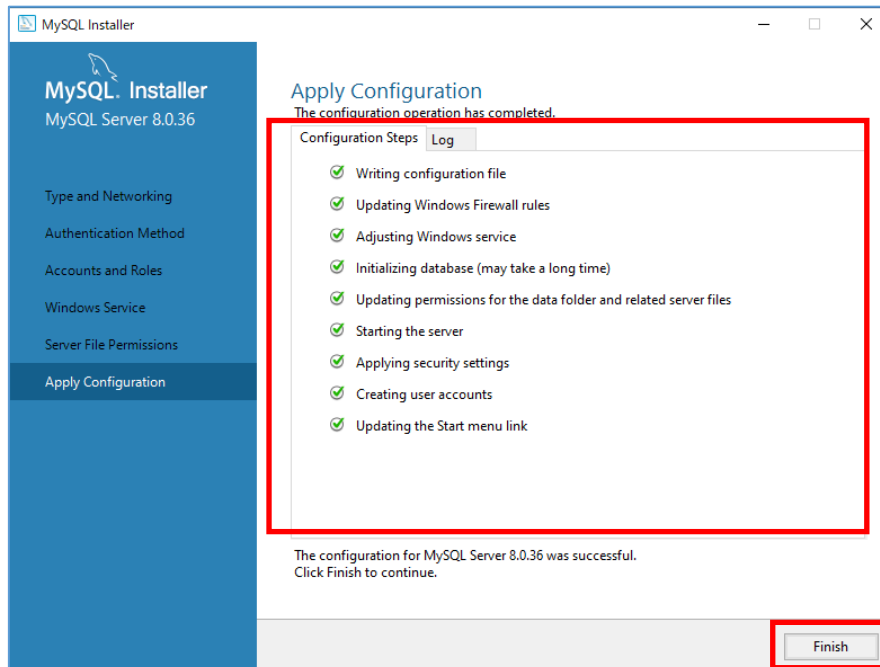 MySQL Installer
MySQL. Installer
MySQL Server 8.0.36
Type and Networking
Authentication Method
Accounts and Roles
Windows Service
Server File Permissions
Apply Configuration
Apply Configuration
The configuration operation has completed.
Configuration Steps Log
Writing configuration file
Updating Windows Firewall rules
Adjusting Windows service
Initializing database (may take a long time)
Updating permissions for the data folder and related server files
Starting the server
Applying security settings
Creating user accounts
Updating the Start menu link
The configuration for MySQL Server 8.0.36 was successful.
Click Finish to continue.
Finish